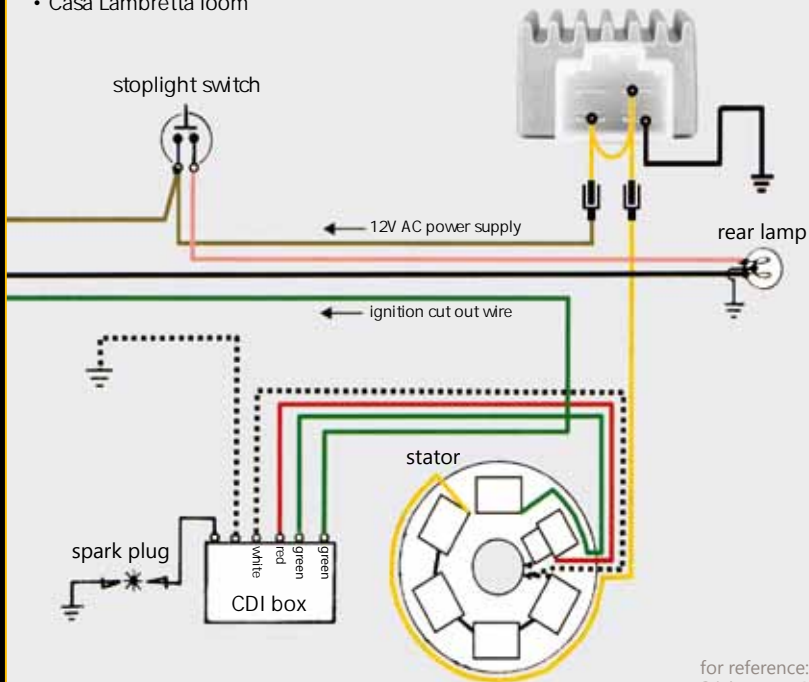 • Casa Lambretta loom
stoplight switch
12V AC power supply
rear lamp
ignition cut out wire
stator
white
red
green
green
spark plug
CDI box
for reference: